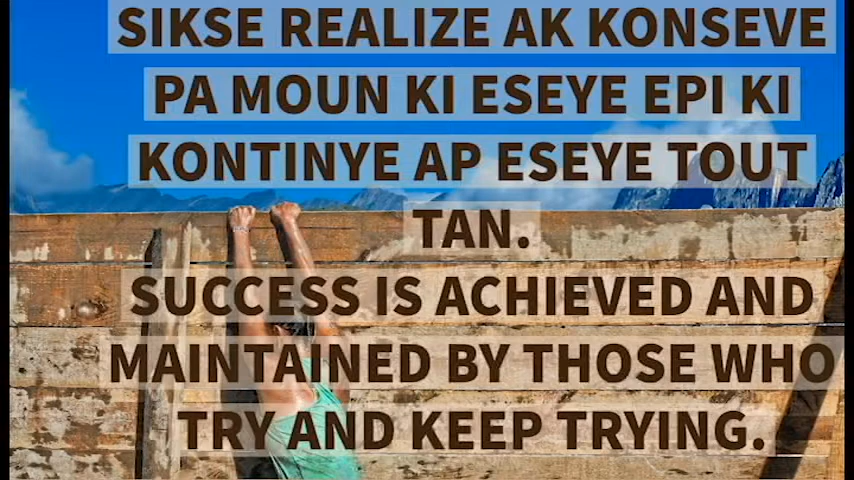 SIKSE REALIZE AK KONSEVE
PA MOUN KI ESEYE EPI KI
KONTINYE AP ESEYE TOUT
TAN.
SUCCESS IS ACHIEVED AND
MAINTAINED BY THOSE WHO
TRY AND KEEP TRYING.